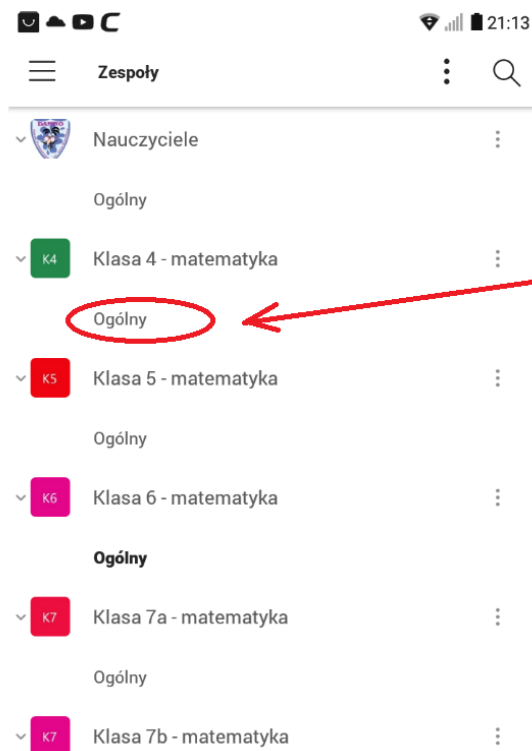 21:13
Zespoły
Nauczyciele
Ogólny
K4 Klasa 4 - matematyka
Ogólny
K5 Klasa 5 - matematyka
Ogólny
K6 Klasa 6 - matematyka
Ogólny
K7 Klasa 7a - matematyka
Ogólny
K7 Klasa 7b - matematyka